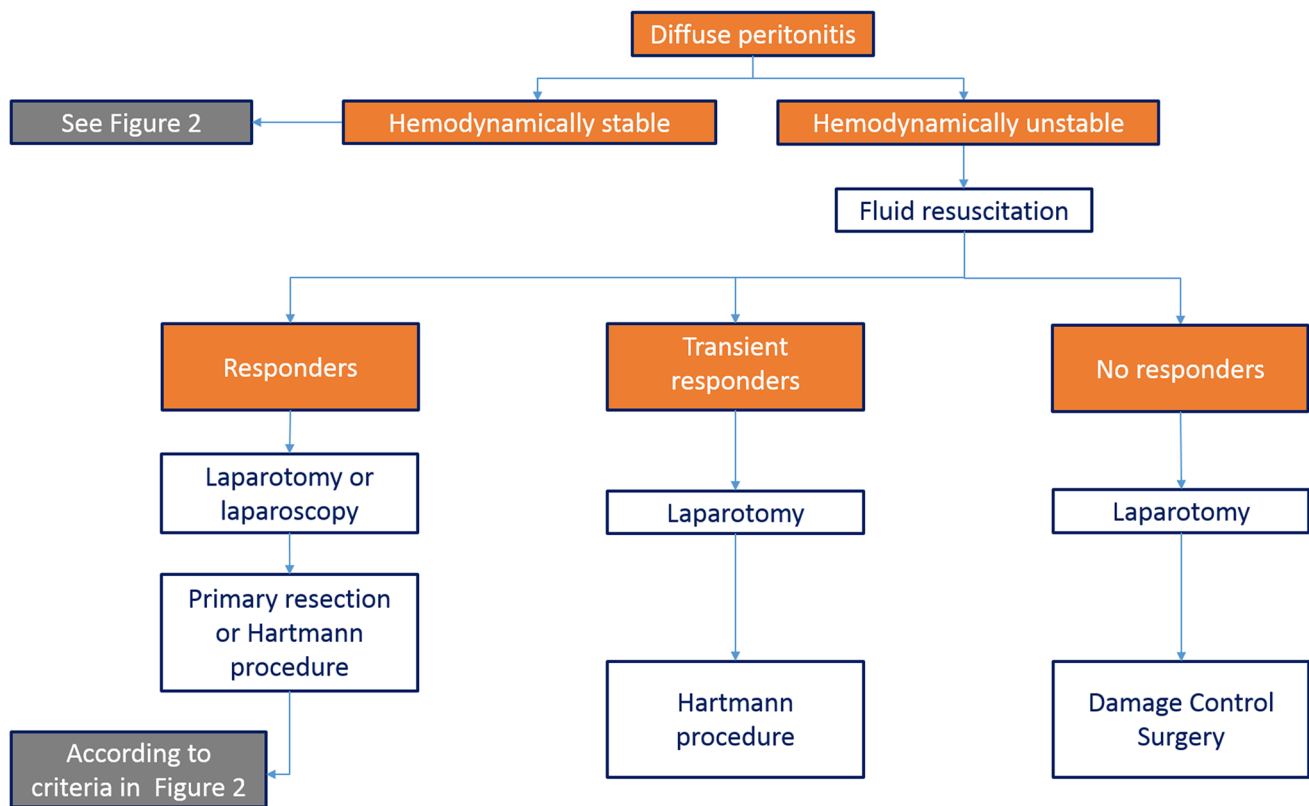 Diffuse peritonitis
See Figure 2
Hemodynamically stable
Hemodynamically unstable
Fluid resuscitation
Responders
Transient
responders
No responders
Laparotomy or
laparoscopy
Laparotomy
Laparotomy
Primary resection
or Hartmann
procedure
Hartmann
procedure
Damage Control
Surgery
According to
criteria in Figure 2